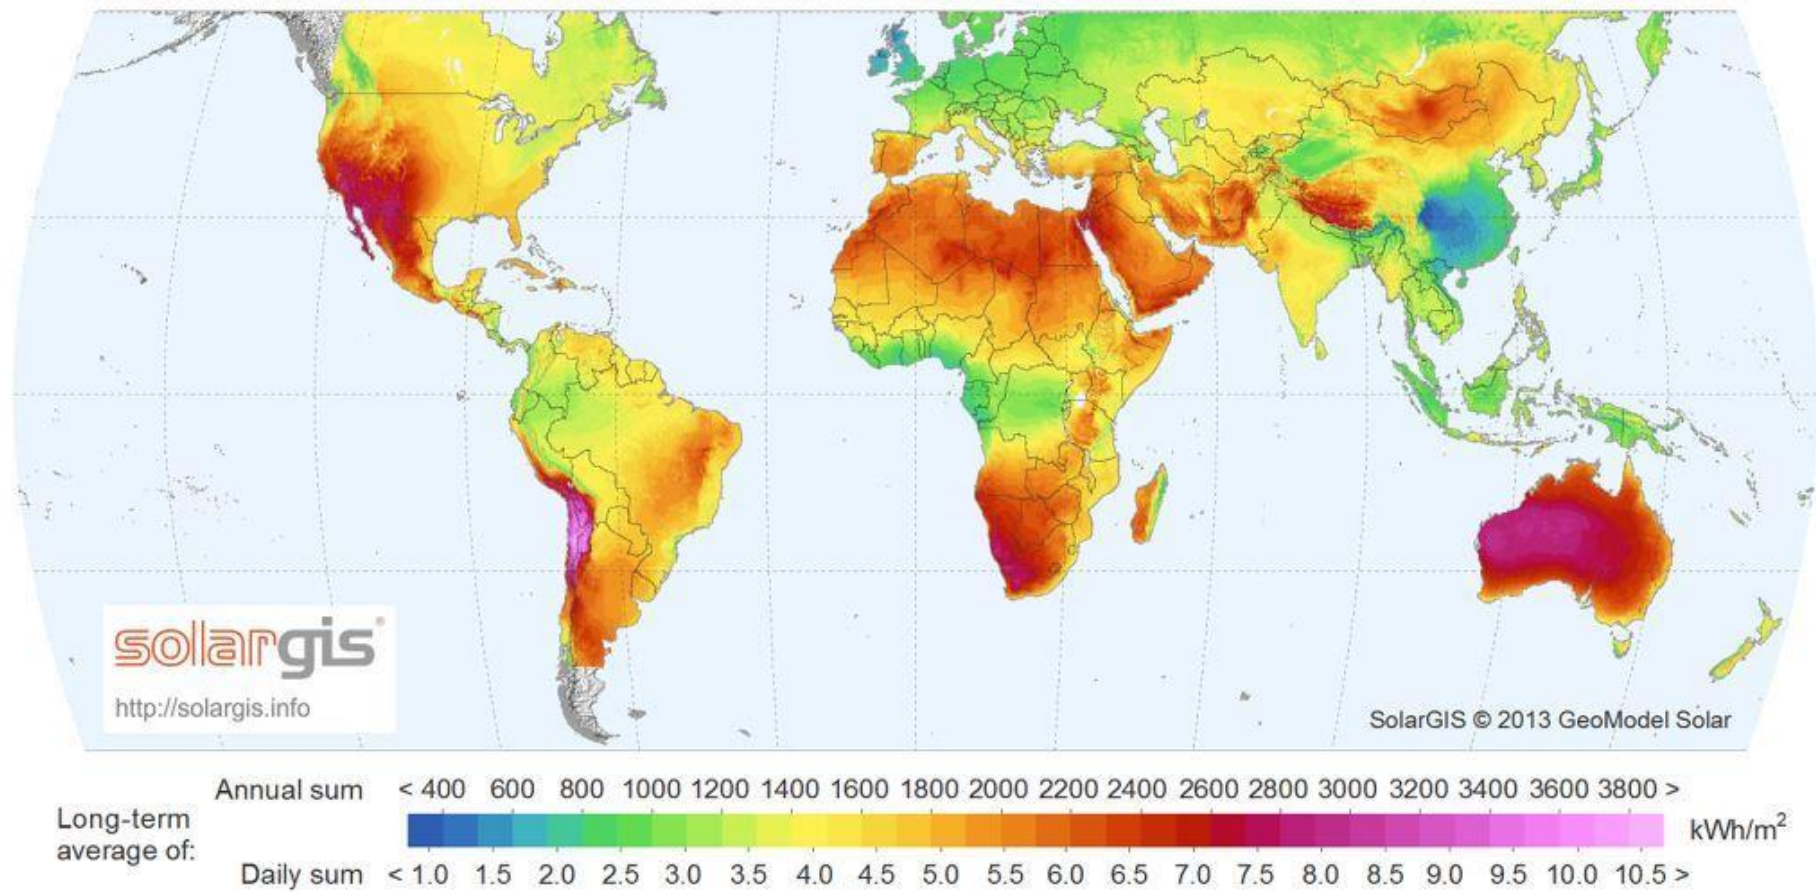 solargis®
http://solargis.info
SolarGIS © 2013 GeoModel Solar
Annual sum < 400 600 800 1000 1200 1400 1600 1800 2000 2200 2400 2600 2800 3000 3200 3400 3600 3800 >
Long-term
average of:
kWh/m²
Daily sum < 1.0 1.5 2.0 2.5 3.0 3.5 4.0 4.5 5.0 5.5 6.0 6.5 7.0 7.5 8.0 8.5 9.0 9.5 10.0 10.5 >